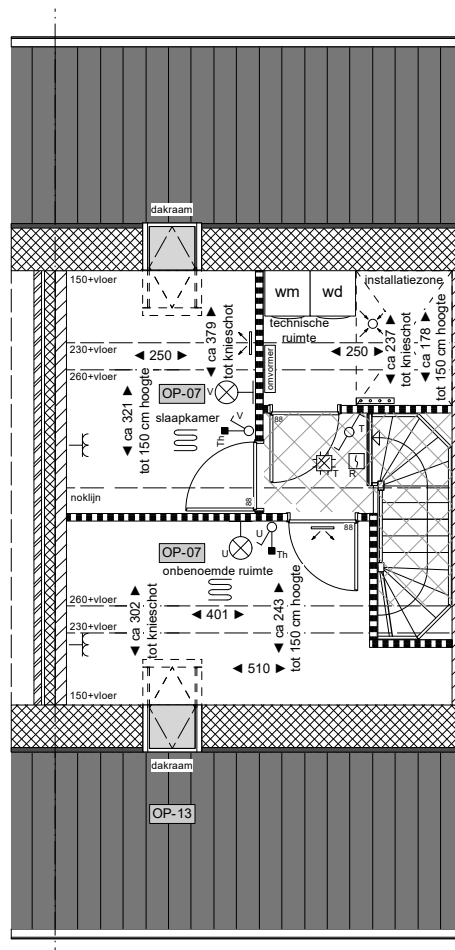 dakraam
150+vloer
wm
wd
installatiezone
technische
ruimte
ca 379
tot knieschot
ca 237
tot knieschot
ca 178
tot 150 cm hoogte
230+vloer
250
250
omvormer
260+vloer
ca 321
tot 150 cm hoogte
OP-07
V
slaapkamer
V
Th
88
T
T
R
noklijn
88
88
OP-07
U
U
Th
onbenoemde ruimte
260+vloer
ca 302
tot knieschot
401
ca 243
tot 150 cm hoogte
230+vloer
510
150+vloer
dakraam
OP-13